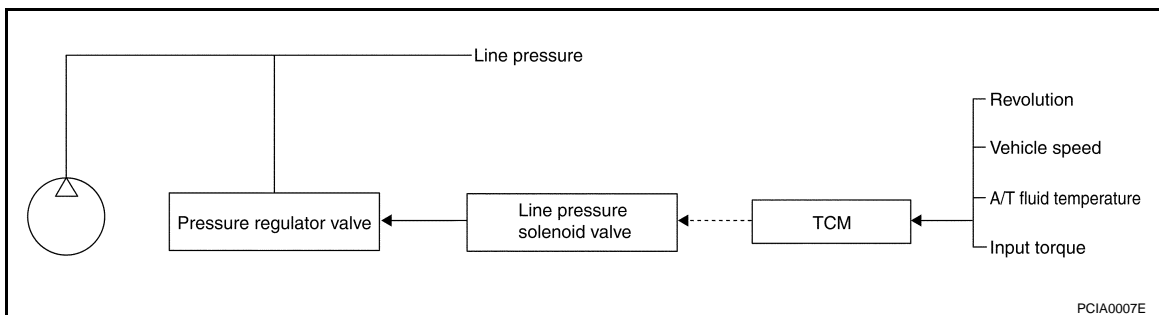 Line pressure
Revolution
Vehicle speed
A/T fluid temperature
Input torque
Pressure regulator valve
Line pressure
solenoid valve
TCM
PCIA0007E